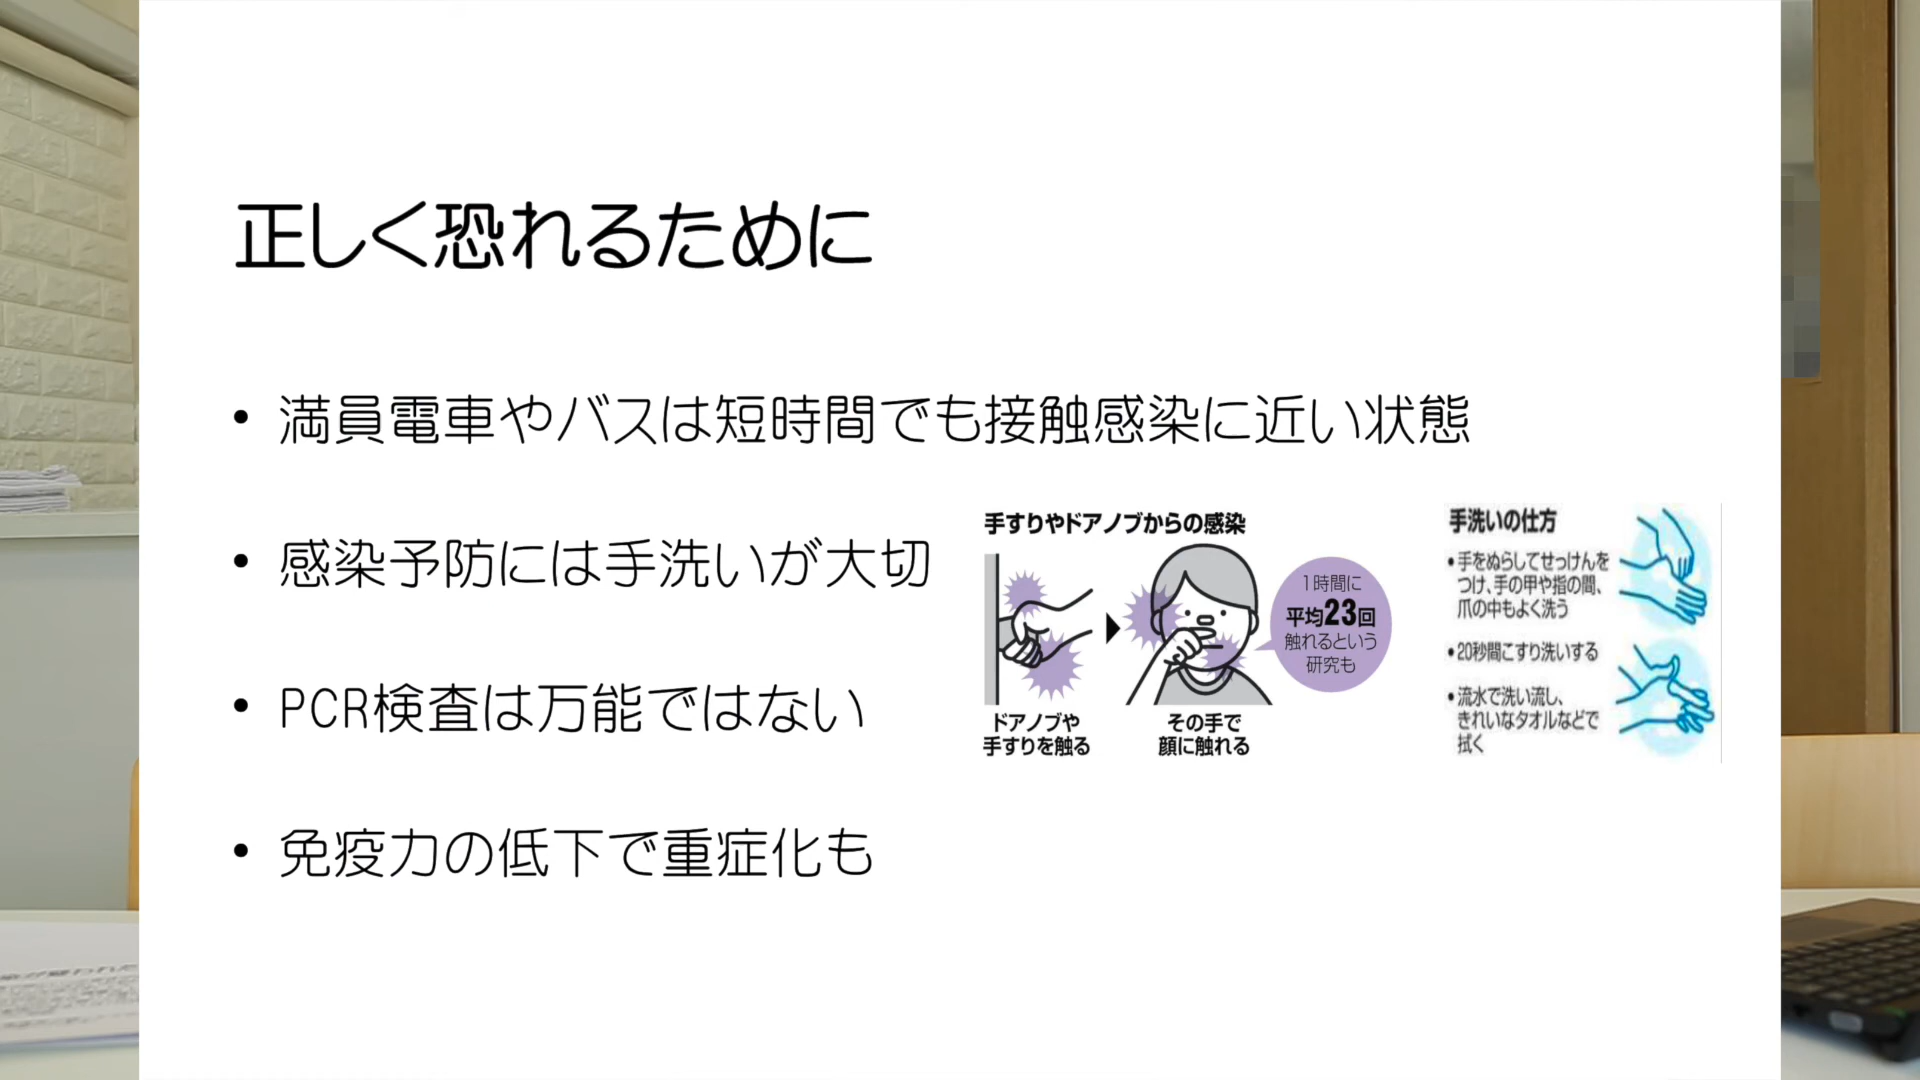 正しく恐れるために
• 満員電車やバスは短時間でも接触感染に近い状態
• 感染予防には手洗いが大切
• PCR検査は万能ではない
• 免疫力の低下で重症化も
手すりやドアノブからの感染
1時間に
平均23回
触れるという
研究も
ドアノブや
手すりを触る
その手で
顔に触れる
手洗いの仕方
•手をぬらしてせっけんを
つけ、手の甲や指の間、
爪の中もよく洗う
•20秒間こすり洗いする
•流水で洗い流し、
きれいなタオルなどで
拭く